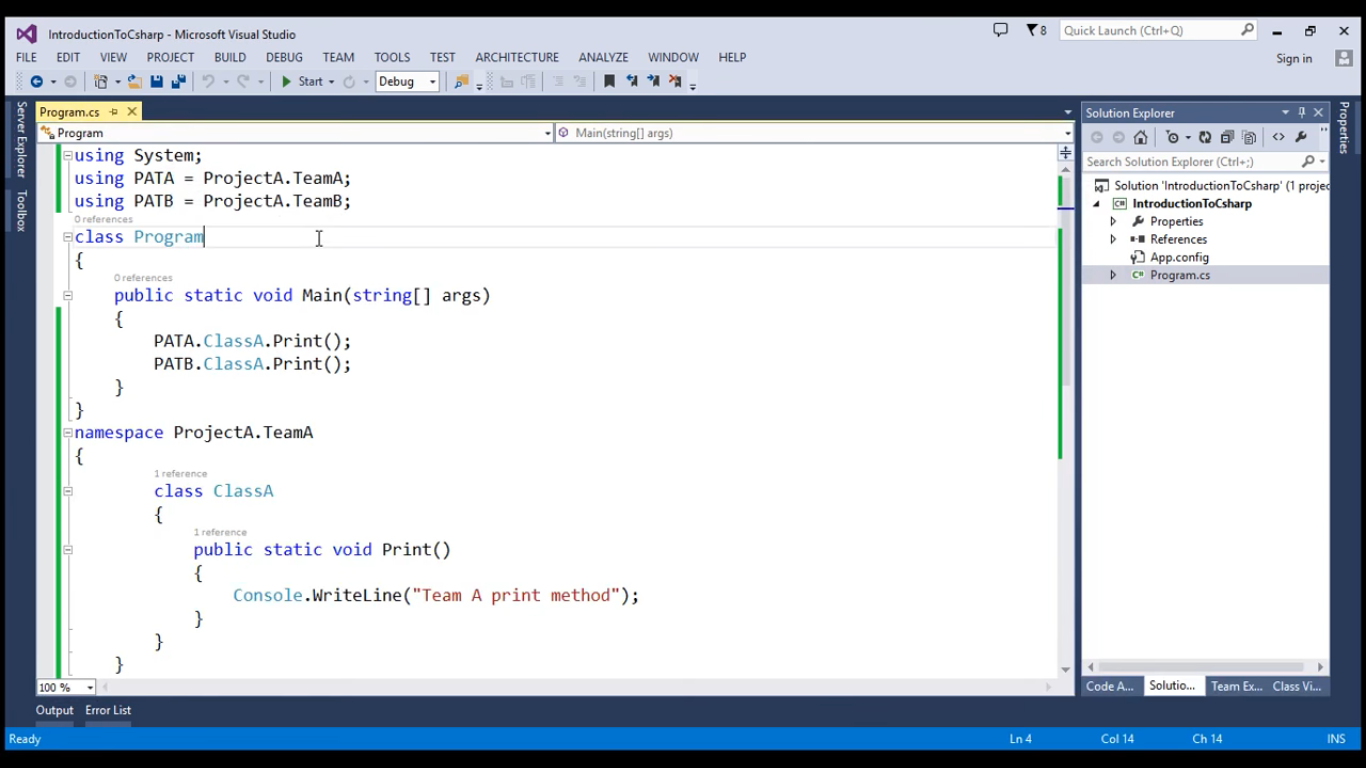 IntroductionToCsharp - Microsoft Visual Studio
8
Quick Launch (Ctrl+Q)
FILE EDIT VIEW PROJECT BUILD DEBUG TEAM TOOLS TEST ARCHITECTURE ANALYZE WINDOW HELP
Sign in
Start Debug
Server Explorer
Toolbox
Program.cs
Program
Main(string[] args)
using System;
using PATA = ProjectA.TeamA;
using PATB = ProjectA.TeamB;
0 references
class Program
{
0 references
public static void Main(string[] args)
{
PATA.ClassA.Print();
PATB.ClassA.Print();
}
}
namespace ProjectA.TeamA
{
1 reference
class ClassA
{
1 reference
public static void Print()
{
Console.WriteLine("Team A print method");
}
}
}
100 %
Solution Explorer
Search Solution Explorer (Ctrl+;)
Solution 'IntroductionToCsharp' (1 projec
IntroductionToCsharp
Properties
References
App.config
Program.cs
Code A... Solutio... Team Ex... Class Vi...
Properties
Output Error List
Ready Ln 4 Col 14 Ch 14 INS